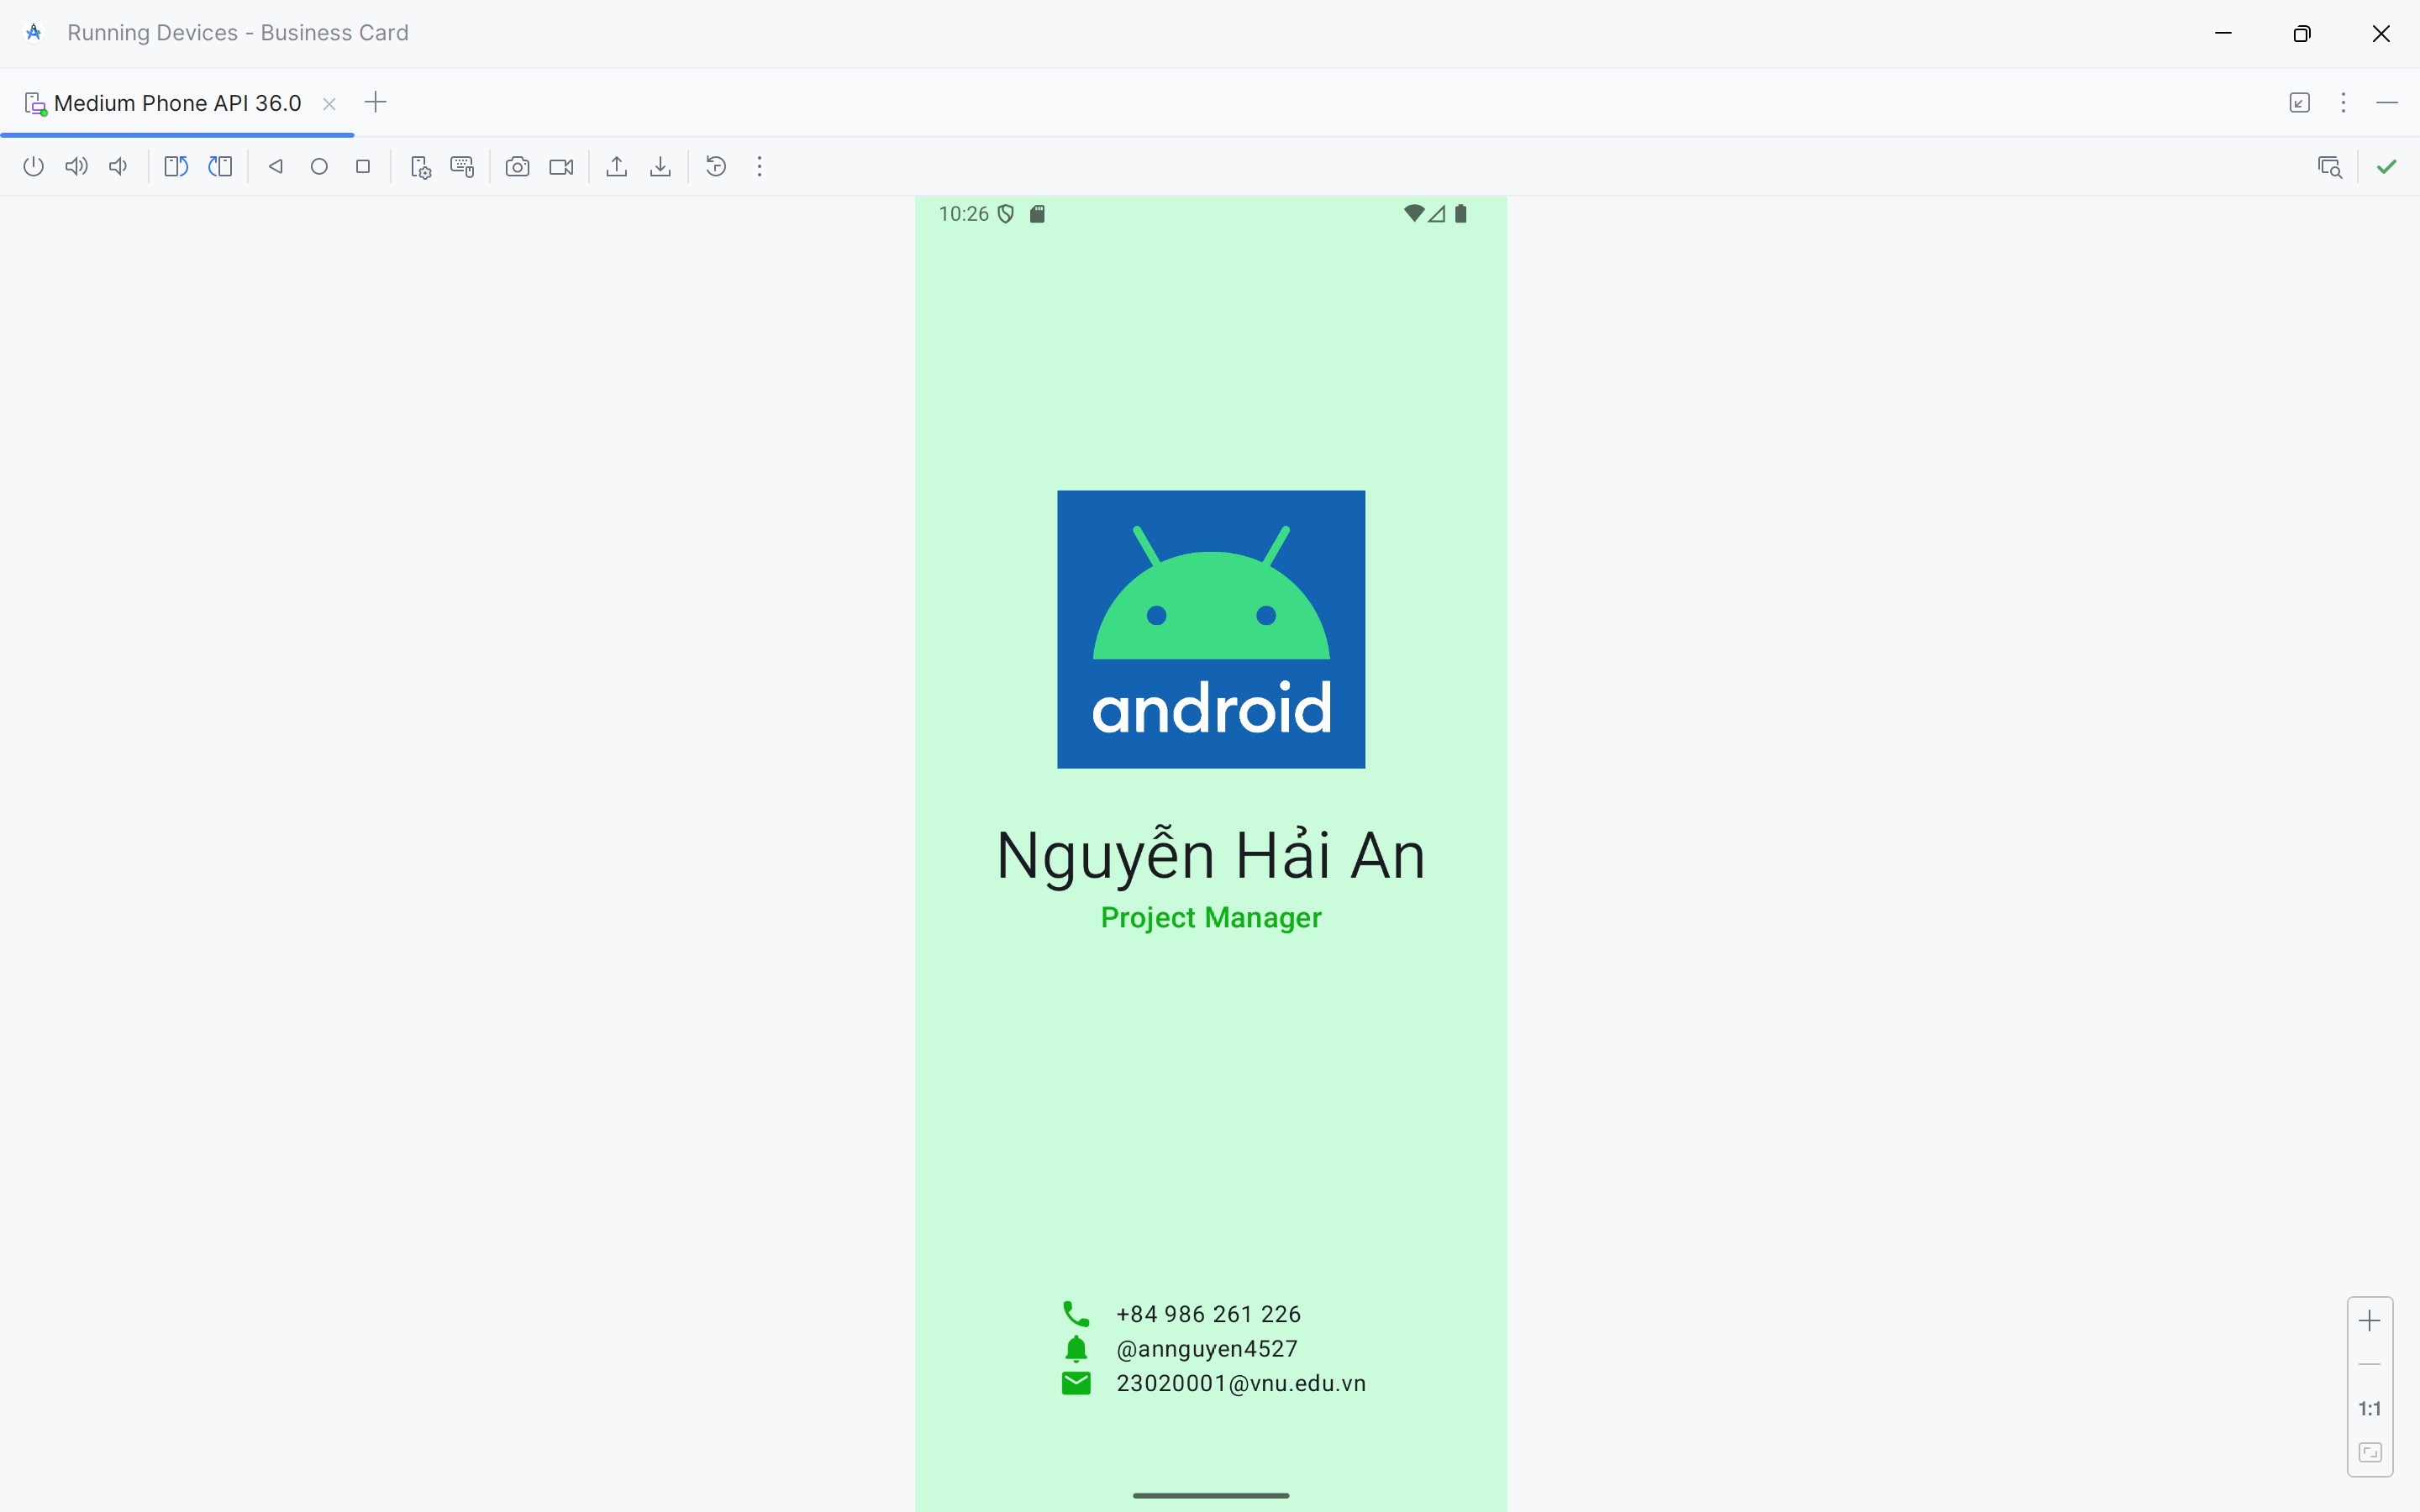 Running Devices - Business Card
Medium Phone API 36.0
10:26
android
Nguyễn Hải An
Project Manager
+84 986 261 226
@annguyen4527
23020001@vnu.edu.vn
1:1